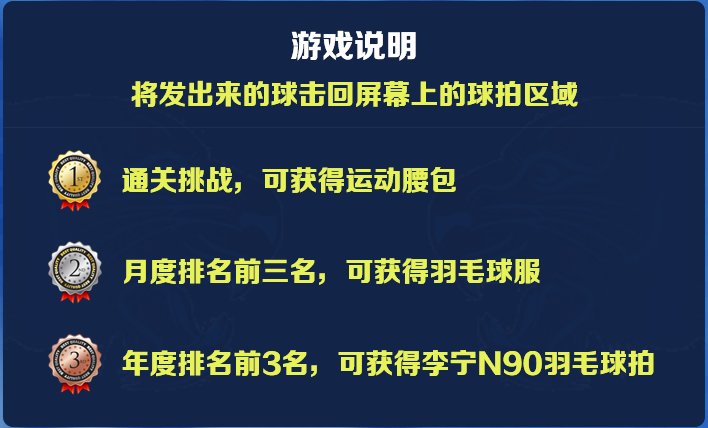 游戏说明
将发出来的球击回屏幕上的球拍区域
1
通关挑战，可获得运动腰包
2
月度排名前三名，可获得羽毛球服
3
年度排名前3名，可获得李宁N90羽毛球拍